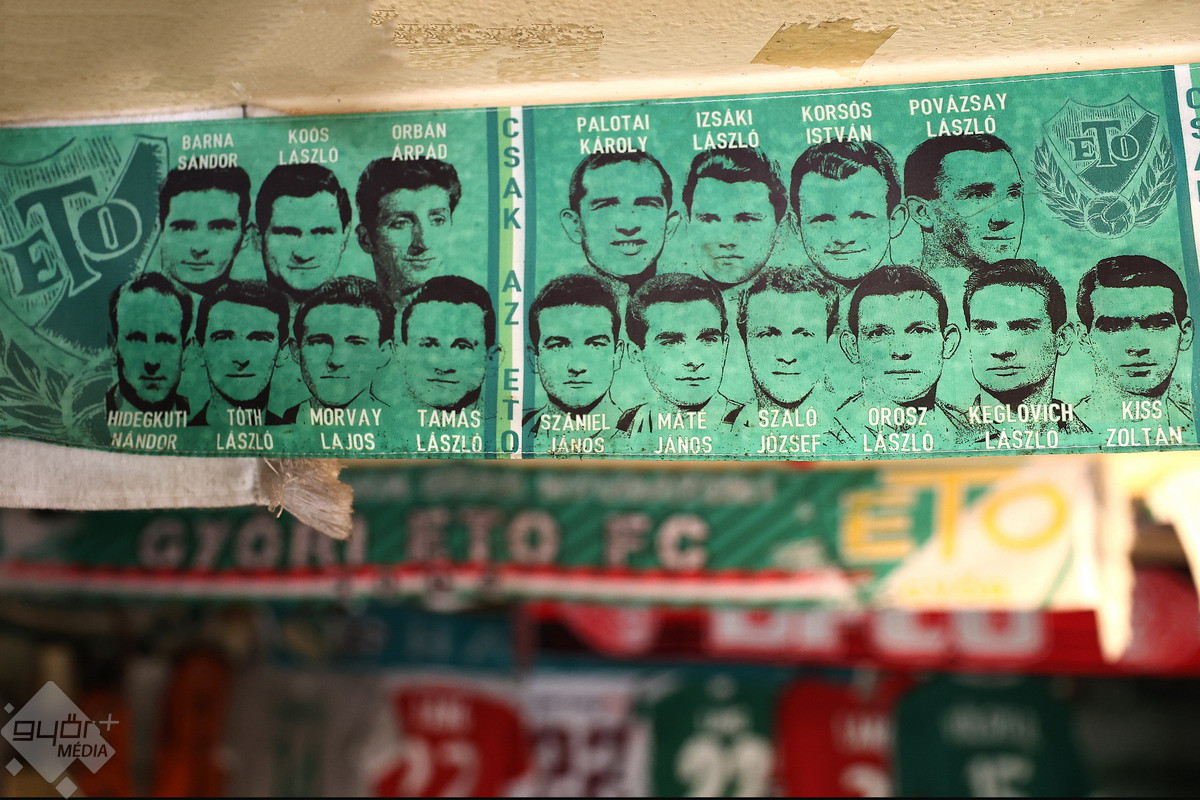 BARNA
SÁNDOR
KOÓS
LÁSZLÓ
ORBÁN
ÁRPÁD
PALOTAI
KÁROLY
IZSÁKI
LÁSZLÓ
KORSÓS
ISTVÁN
POVÁZSAY
LÁSZLÓ
ETO
ETO
CSAK AZ ETO
HIDEGKUTI
NÁNDOR
TÓTH
LÁSZLÓ
MORVAY
LAJOS
TAMÁS
LÁSZLÓ
SZÁNIEL
JÁNOS
MÁTÉ
JÁNOS
SZALÓ
JÓZSEF
OROSZ
LÁSZLÓ
KEGLOVICH
LÁSZLÓ
KISS
ZOLTÁN
GYŐRI ETO FC
ETO
22
győr+
MÉDIA